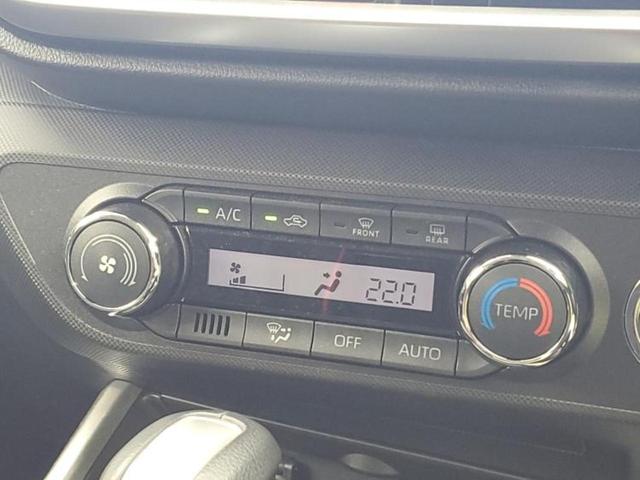 A/C
FRONT
REAR
22.0
TEMP
OFF
AUTO